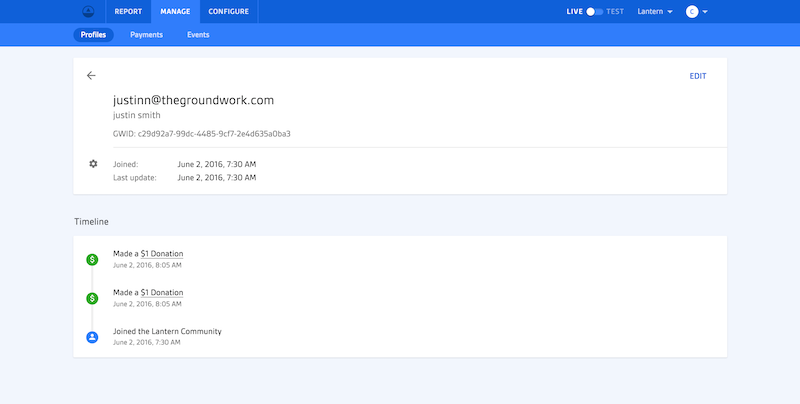 REPORT MANAGE CONFIGURE LIVE TEST Lantern C
Profiles Payments Events
EDIT
justinn@thegroundwork.com
justin smith
GWID: c29d92a7-99dc-4485-9cf7-2e4d635a0ba3
Joined: June 2, 2016, 7:30 AM
Last update: June 2, 2016, 7:30 AM
Timeline
$ Made a $1 Donation
June 2, 2016, 8:05 AM
$ Made a $1 Donation
June 2, 2016, 8:05 AM
Joined the Lantern Community
June 2, 2016, 7:30 AM